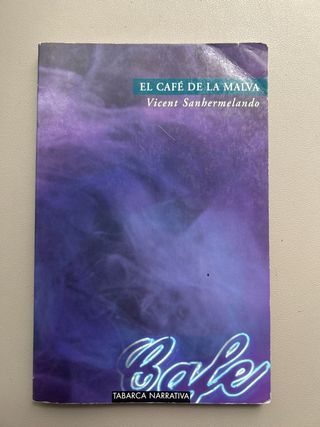 EL CAFÉ DE LA MALVA
Vicent Sanhermelando
Cafe
TABARCA NARRATIVA